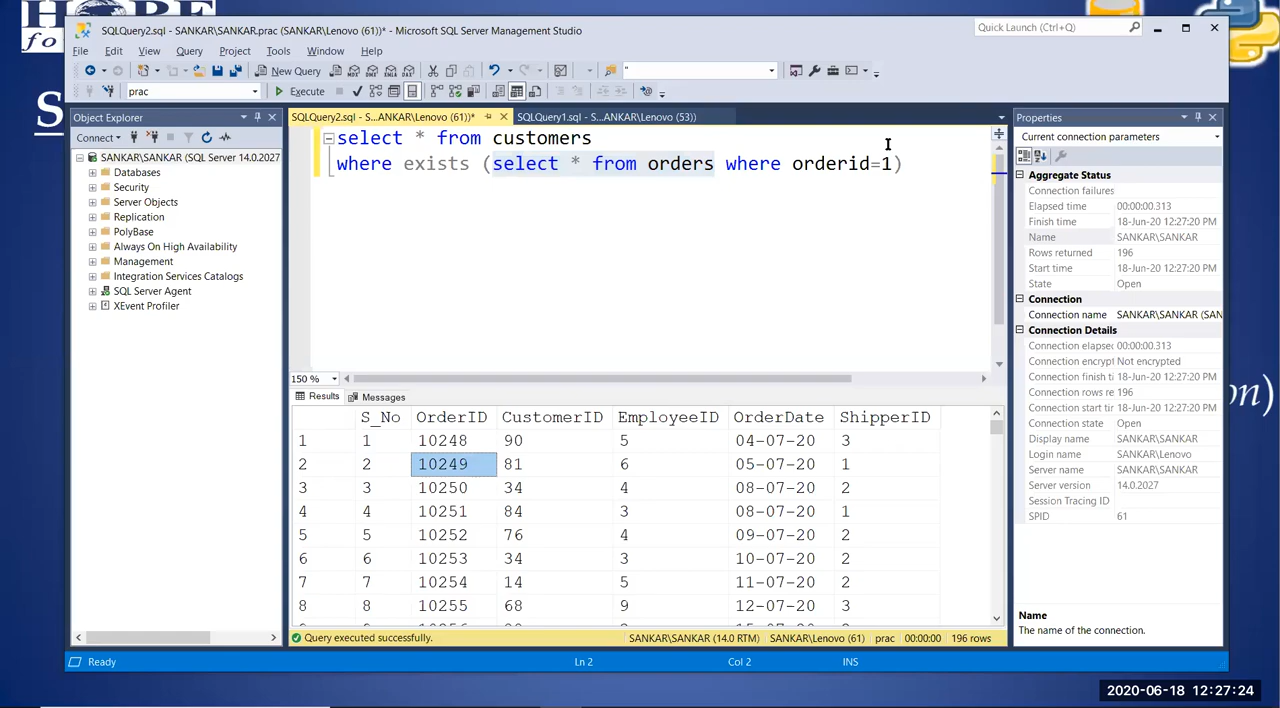 HOPE
fo
S
on)
SQLQuery2.sql - SANKAR\SANKAR.prac (SANKAR\Lenovo (61))* - Microsoft SQL Server Management Studio
Quick Launch (Ctrl+Q)
File Edit View Query Project Tools Window Help
New Query
"
prac
Execute
Object Explorer
Connect
SANKAR\SANKAR (SQL Server 14.0.2027
Databases
Security
Server Objects
Replication
PolyBase
Always On High Availability
Management
Integration Services Catalogs
SQL Server Agent
XEvent Profiler
SQLQuery2.sql - S...ANKAR\Lenovo (61))*
SQLQuery1.sql - S...ANKAR\Lenovo (53))
select * from customers
where exists (select * from orders where orderid=1)
150 %
Results Messages
S_No OrderID CustomerID EmployeeID OrderDate ShipperID
1 1 10248 90 5 04-07-20 3
2 2 10249 81 6 05-07-20 1
3 3 10250 34 4 08-07-20 2
4 4 10251 84 3 08-07-20 1
5 5 10252 76 4 09-07-20 2
6 6 10253 34 3 10-07-20 2
7 7 10254 14 5 11-07-20 2
8 8 10255 68 9 12-07-20 3
Query executed successfully.
SANKAR\SANKAR (14.0 RTM) SANKAR\Lenovo (61) prac 00:00:00 196 rows
Properties
Current connection parameters
Aggregate Status
Connection failures
Elapsed time 00:00:00.313
Finish time 18-Jun-20 12:27:20 PM
Name SANKAR\SANKAR
Rows returned 196
Start time 18-Jun-20 12:27:20 PM
State Open
Connection
Connection name SANKAR\SANKAR (SAN
Connection Details
Connection elapsec 00:00:00.313
Connection encrypt Not encrypted
Connection finish ti 18-Jun-20 12:27:20 PM
Connection rows re 196
Connection start tir 18-Jun-20 12:27:20 PM
Connection state Open
Display name SANKAR\SANKAR
Login name SANKAR\Lenovo
Server name SANKAR\SANKAR
Server version 14.0.2027
Session Tracing ID
SPID 61
Name
The name of the connection.
Ready Ln 2 Col 2 INS
2020-06-18 12:27:24